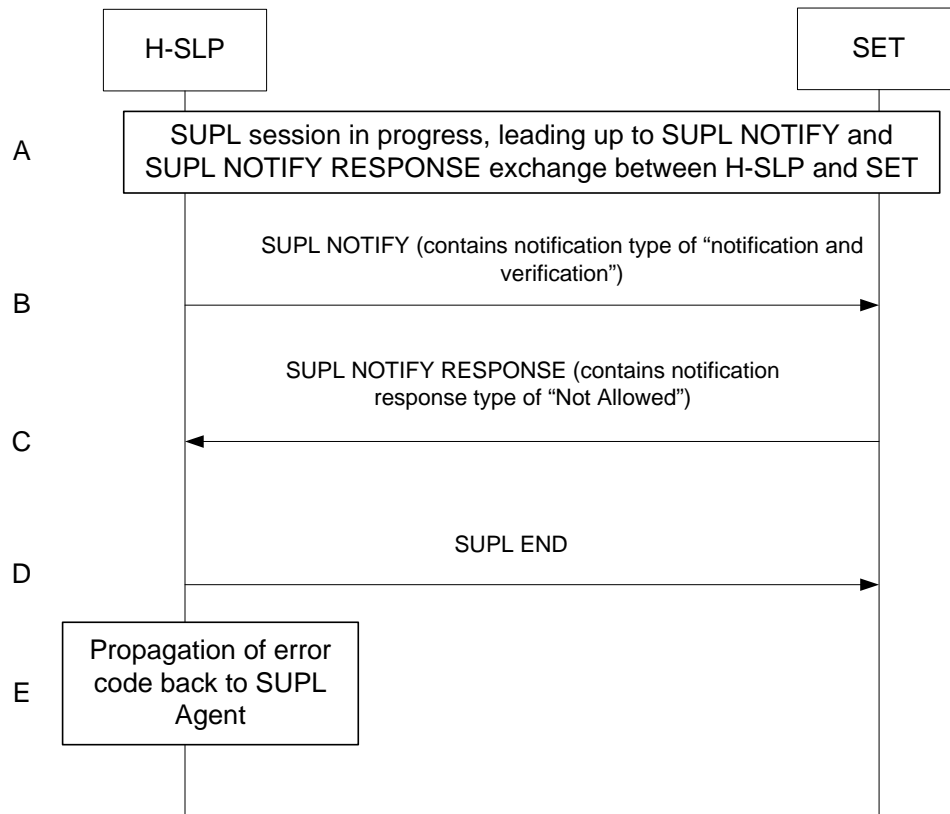 H-SLP
SET
A
SUPL session in progress, leading up to SUPL NOTIFY and
SUPL NOTIFY RESPONSE exchange between H-SLP and SET
SUPL NOTIFY (contains notification type of “notification and
verification”)
B
SUPL NOTIFY RESPONSE (contains notification
response type of “Not Allowed”)
C
SUPL END
D
Propagation of error
code back to SUPL
Agent
E